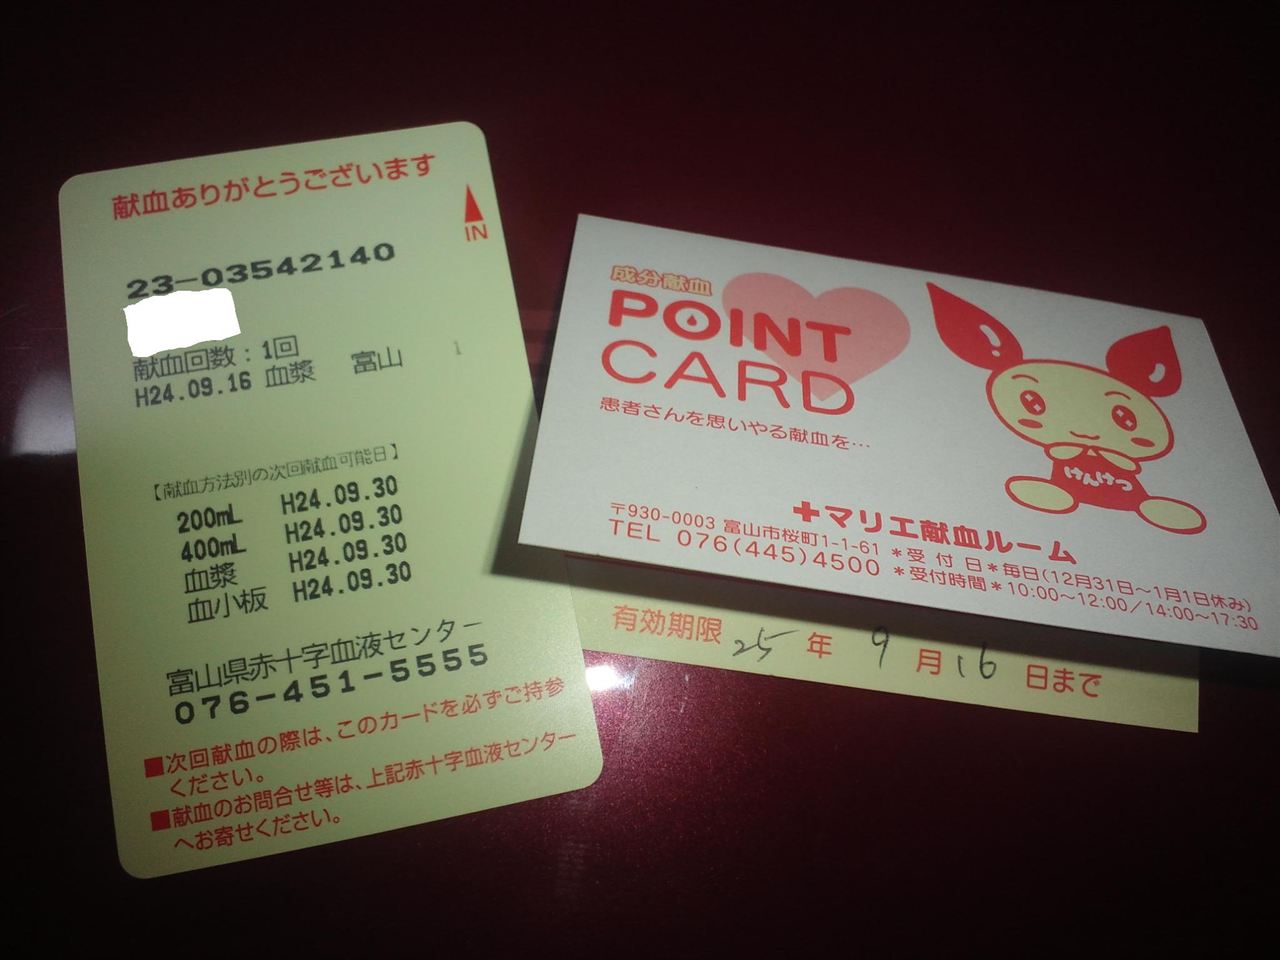 献血ありがとうございます
IN
23-03542140
献血回数：1回
H24.09.16 血漿 富山 1
【献血方法別の次回献血可能日】
200mL H24.09.30
400mL H24.09.30
血漿 H24.09.30
血小板 H24.09.30
富山県赤十字血液センター
076-451-5555
■次回献血の際は、このカードを必ずご持参
ください。
■献血のお問合せ等は、上記赤十字血液センター
へお寄せください。
成分献血
POINT
CARD
患者さんを思いやる献血を…
けんけつ
✚マリエ献血ルーム
〒930-0003 富山市桜町1-1-61 ＊受付日＊毎日(12月31日～1月1日休み)
TEL 076(445)4500 ＊受付時間＊10:00～12:00/14:00～17:30
有効期限 25年 9月16日まで